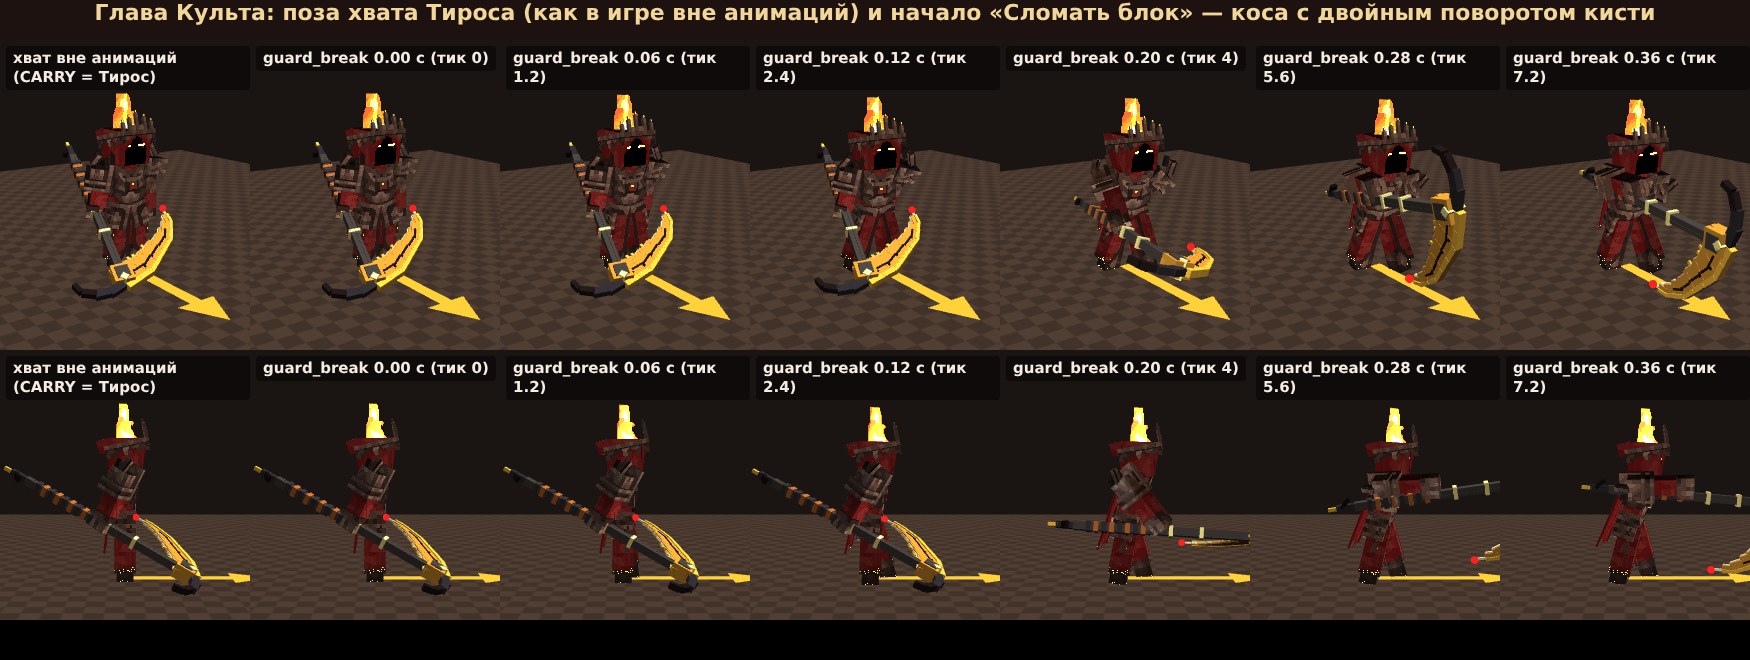 Глава Культа: поза хвата Тироса (как в игре вне анимаций) и начало «Сломать блок» — коса с двойным поворотом кисти
хват вне анимаций
(CARRY = Тирос)
guard_break 0.00 с (тик 0)
guard_break 0.06 с (тик
1.2)
guard_break 0.12 с (тик
2.4)
guard_break 0.20 с (тик 4)
guard_break 0.28 с (тик
5.6)
guard_break 0.36 с (тик
7.2)
хват вне анимаций
(CARRY = Тирос)
guard_break 0.00 с (тик 0)
guard_break 0.06 с (тик
1.2)
guard_break 0.12 с (тик
2.4)
guard_break 0.20 с (тик 4)
guard_break 0.28 с (тик
5.6)
guard_break 0.36 с (тик
7.2)